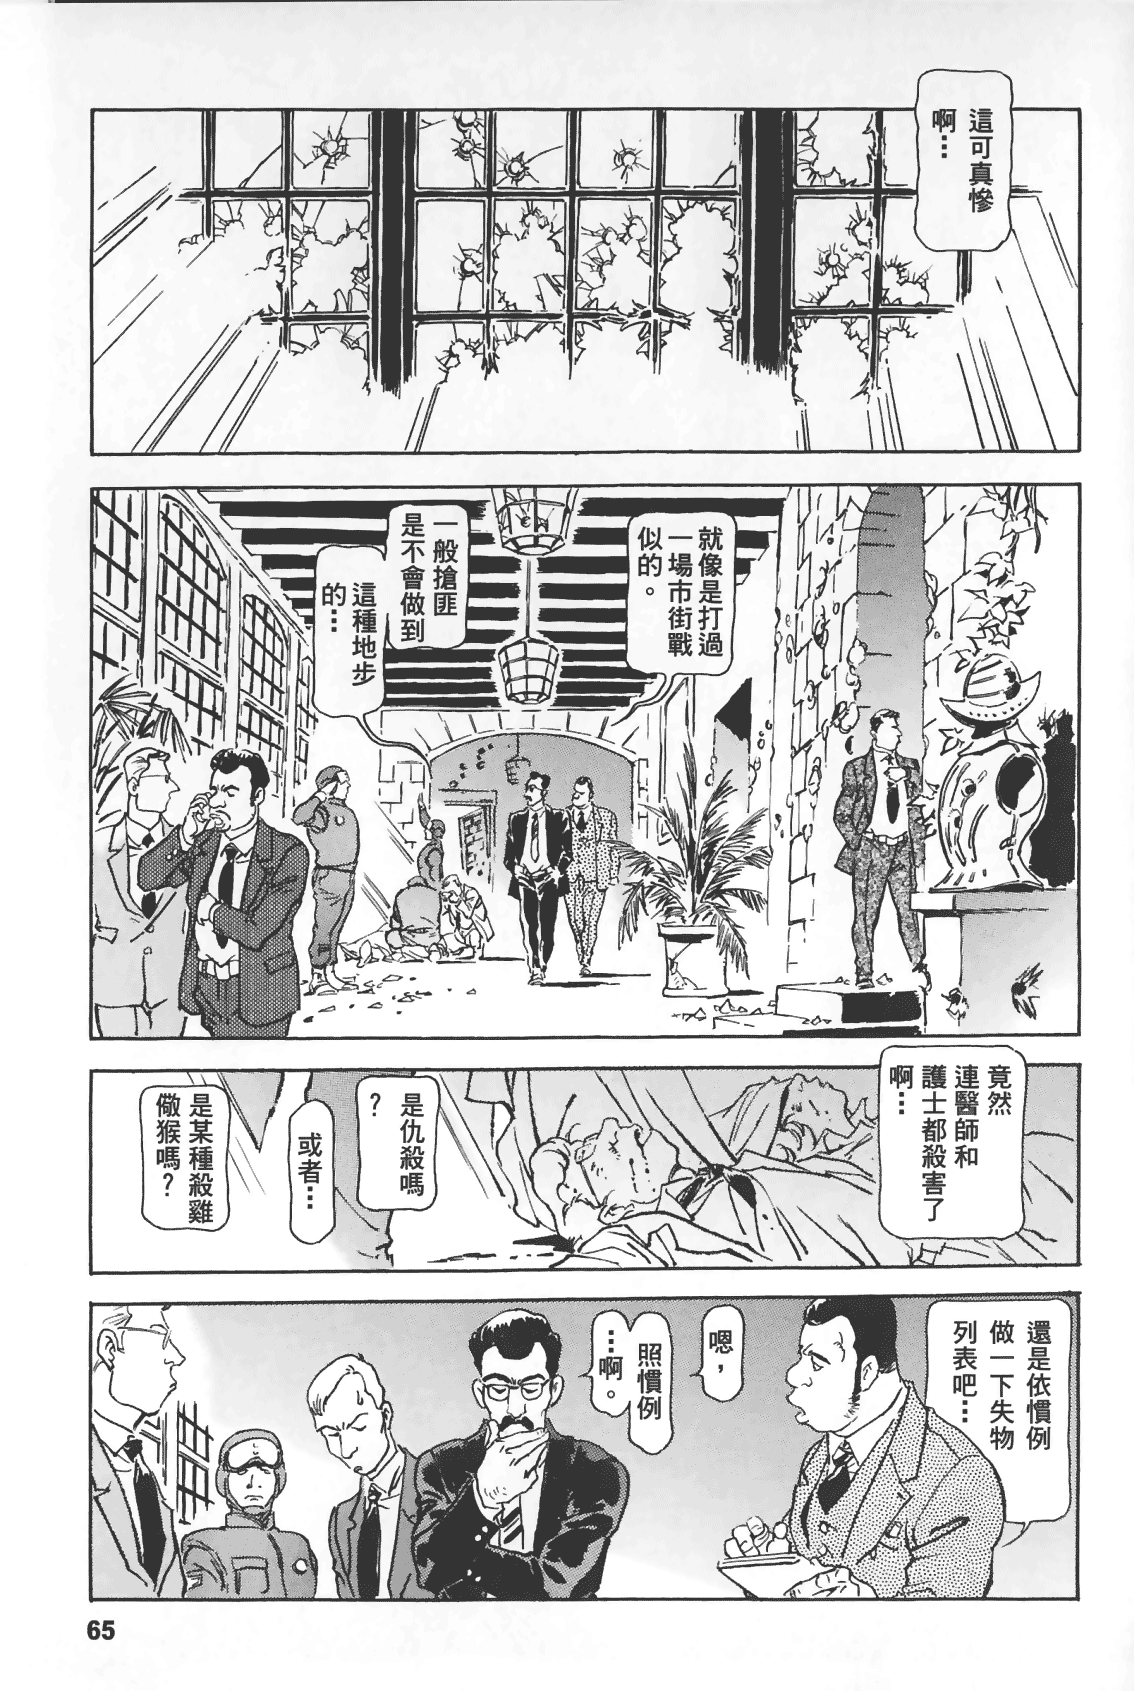 這可真慘
啊…
就像是打過
一場市街戰
似的。
一般搶匪
是不會做到
這種地步
的…
竟然
連醫師和
護士都殺害了
啊…
是仇殺嗎
？
或者…
是某種殺雞
儆猴嗎？
還是依慣例
做一下失物
列表吧…
嗯，
照慣例
…啊。
65